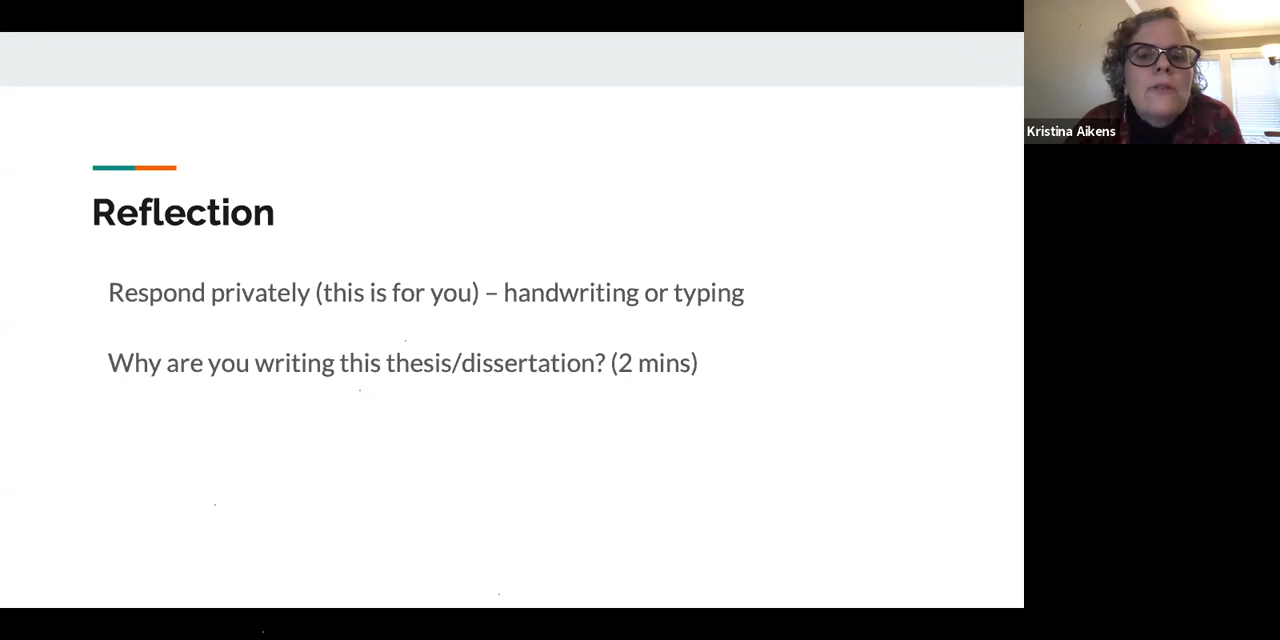 Reflection
Respond privately (this is for you) – handwriting or typing
Why are you writing this thesis/dissertation? (2 mins)
Kristina Aikens